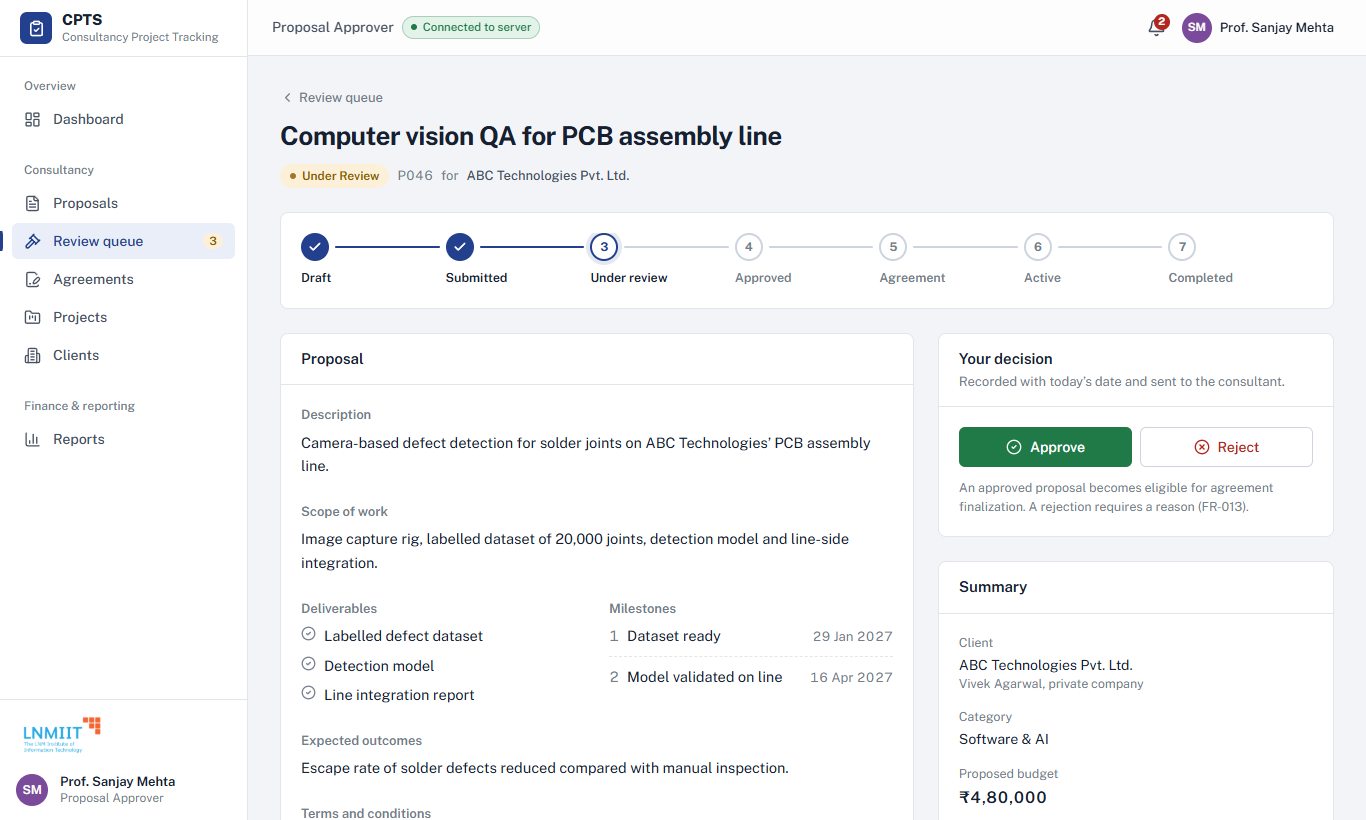 CPTS
Consultancy Project Tracking
Overview
Dashboard
Consultancy
Proposals
Review queue 3
Agreements
Projects
Clients
Finance & reporting
Reports
LNMIIT
The LNM Institute of
Information Technology
SM
Prof. Sanjay Mehta
Proposal Approver
Proposal Approver
Connected to server
2
SM
Prof. Sanjay Mehta
Review queue
Computer vision QA for PCB assembly line
Under Review P046 for ABC Technologies Pvt. Ltd.
3 4 5 6 7
Draft Submitted Under review Approved Agreement Active Completed
Proposal
Description
Camera-based defect detection for solder joints on ABC Technologies’ PCB assembly
line.
Scope of work
Image capture rig, labelled dataset of 20,000 joints, detection model and line-side
integration.
Deliverables
Labelled defect dataset
Detection model
Line integration report
Milestones
1 Dataset ready 29 Jan 2027
2 Model validated on line 16 Apr 2027
Expected outcomes
Escape rate of solder defects reduced compared with manual inspection.
Terms and conditions
Your decision
Recorded with today’s date and sent to the consultant.
Approve
Reject
An approved proposal becomes eligible for agreement
finalization. A rejection requires a reason (FR-013).
Summary
Client
ABC Technologies Pvt. Ltd.
Vivek Agarwal, private company
Category
Software & AI
Proposed budget
₹4,80,000